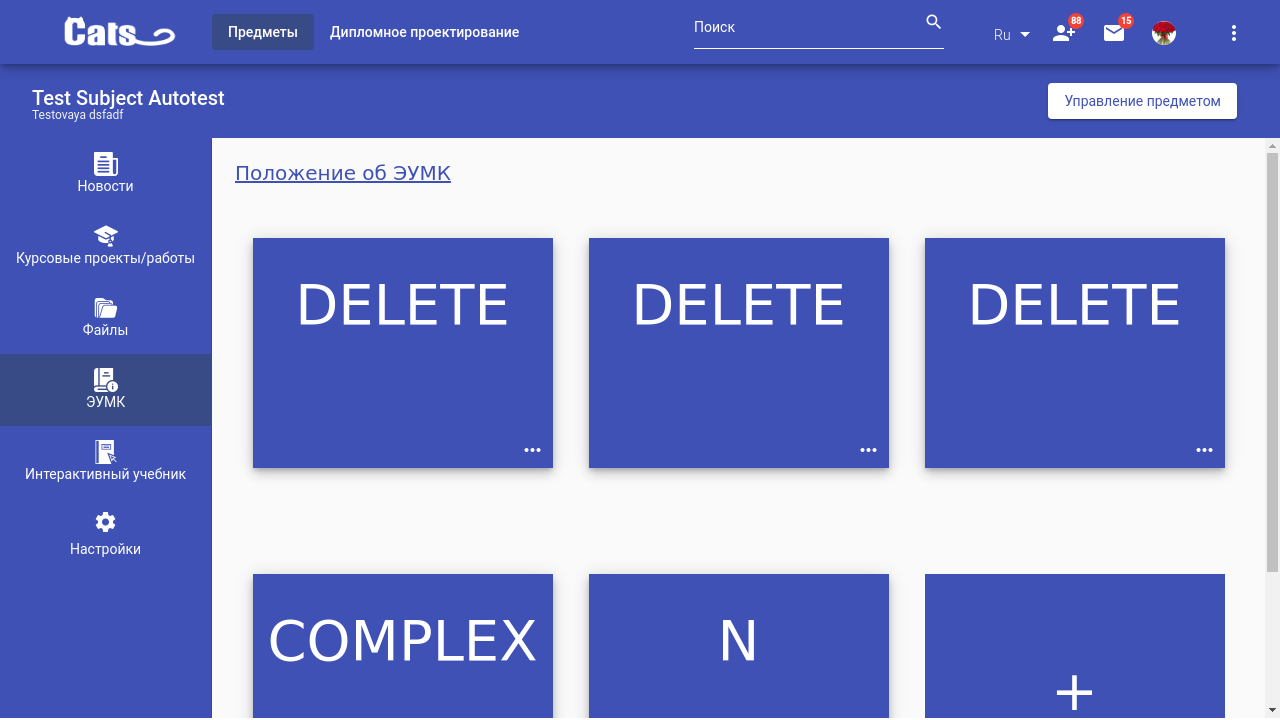 Cats
Предметы
Дипломное проектирование
Поиск
Ru
88
15
Test Subject Autotest
Testovaya dsfadf
Управление предметом
Новости
Курсовые проекты/работы
Файлы
ЭУМК
Интерактивный учебник
Настройки
Положение об ЭУМК
DELETE
DELETE
DELETE
COMPLEX
N
+